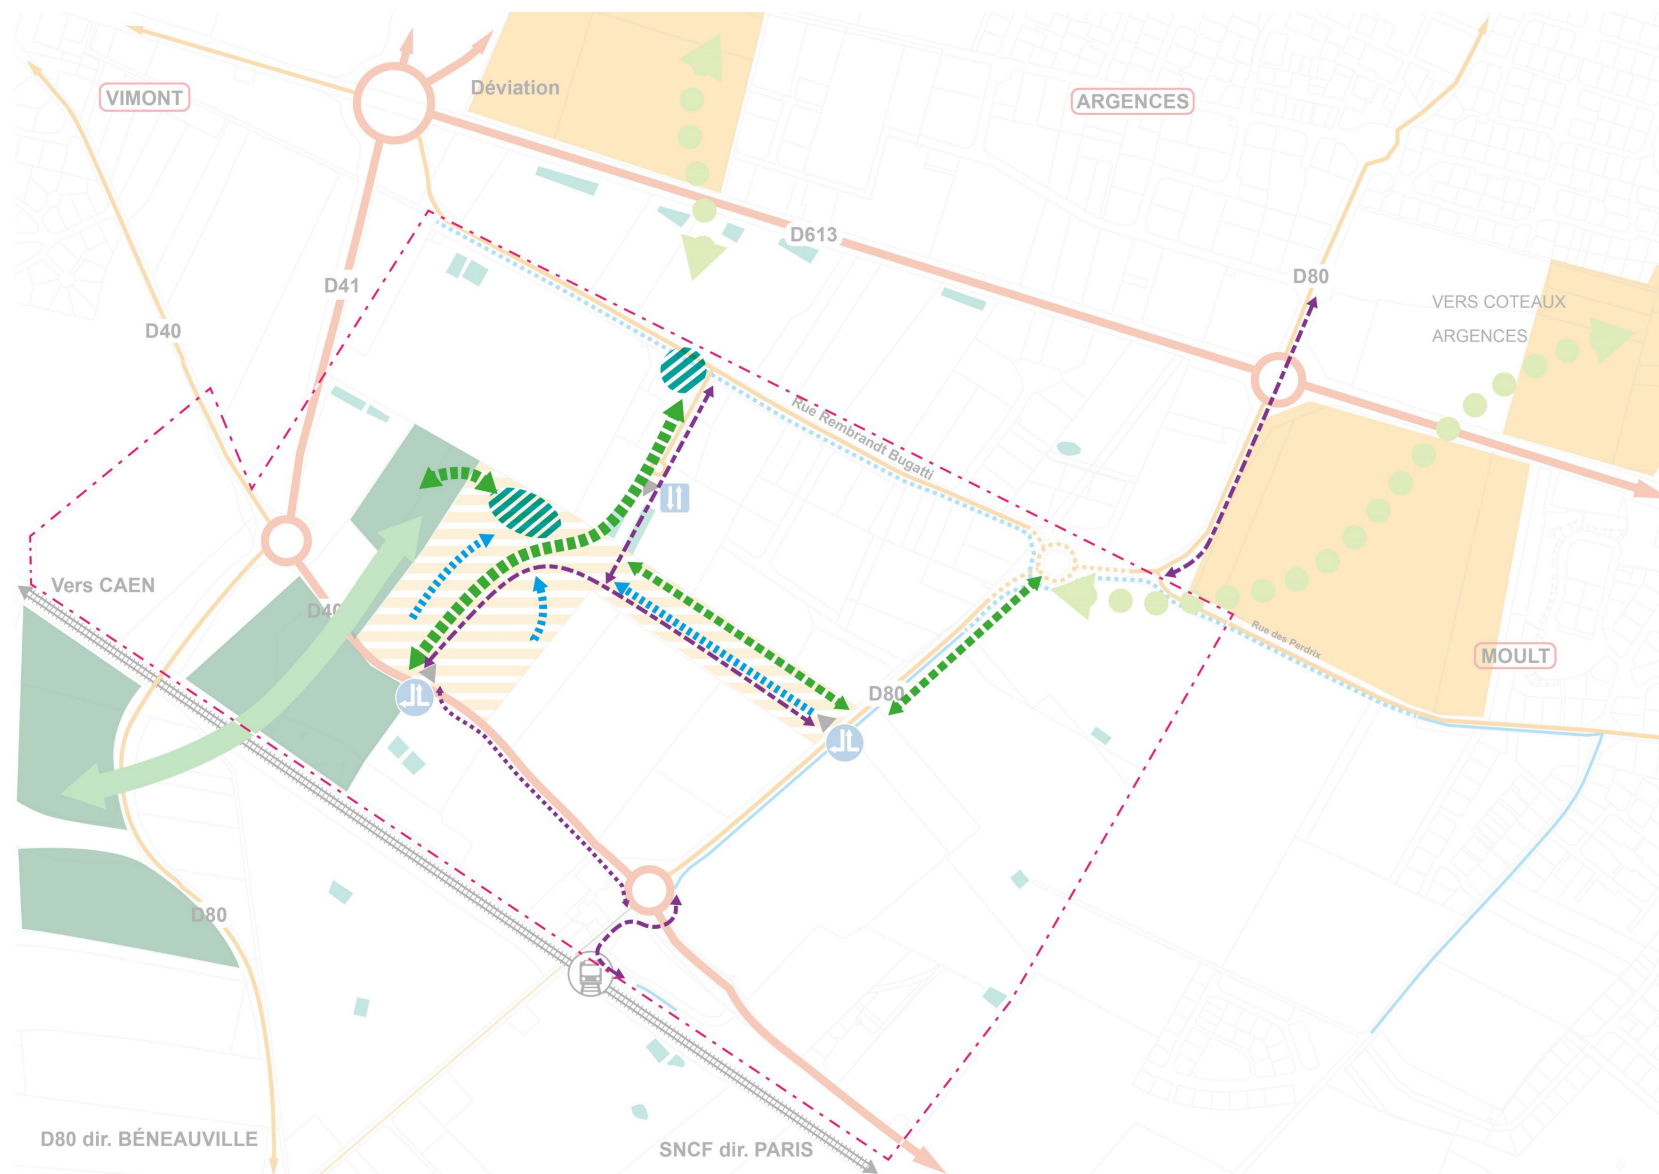 Déviation
VIMONT
ARGENCES
D613
D41
D80
VERS COTEAUX
ARGENCES
D40
Rue Rembrandt Bugatti
Vers CAEN
D40
Rue des Perdrix
MOULT
D80
D80
D80 dir. BÉNEAUVILLE
SNCF dir. PARIS